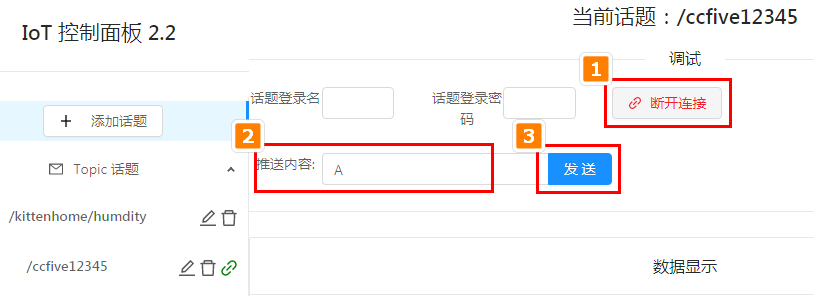 IoT 控制面板 2.2
当前话题：/ccfive12345
调试
1
话题登录名
话题登录密
码
断开连接
添加话题
2
3
推送内容:
A
发 送
Topic 话题
/kittenhome/humdity
/ccfive12345
数据显示